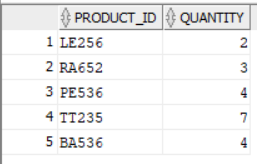 PRODUCT_ID QUANTITY
1 LE256 2
2 RA652 3
3 PE536 4
4 TT235 7
5 BA536 4